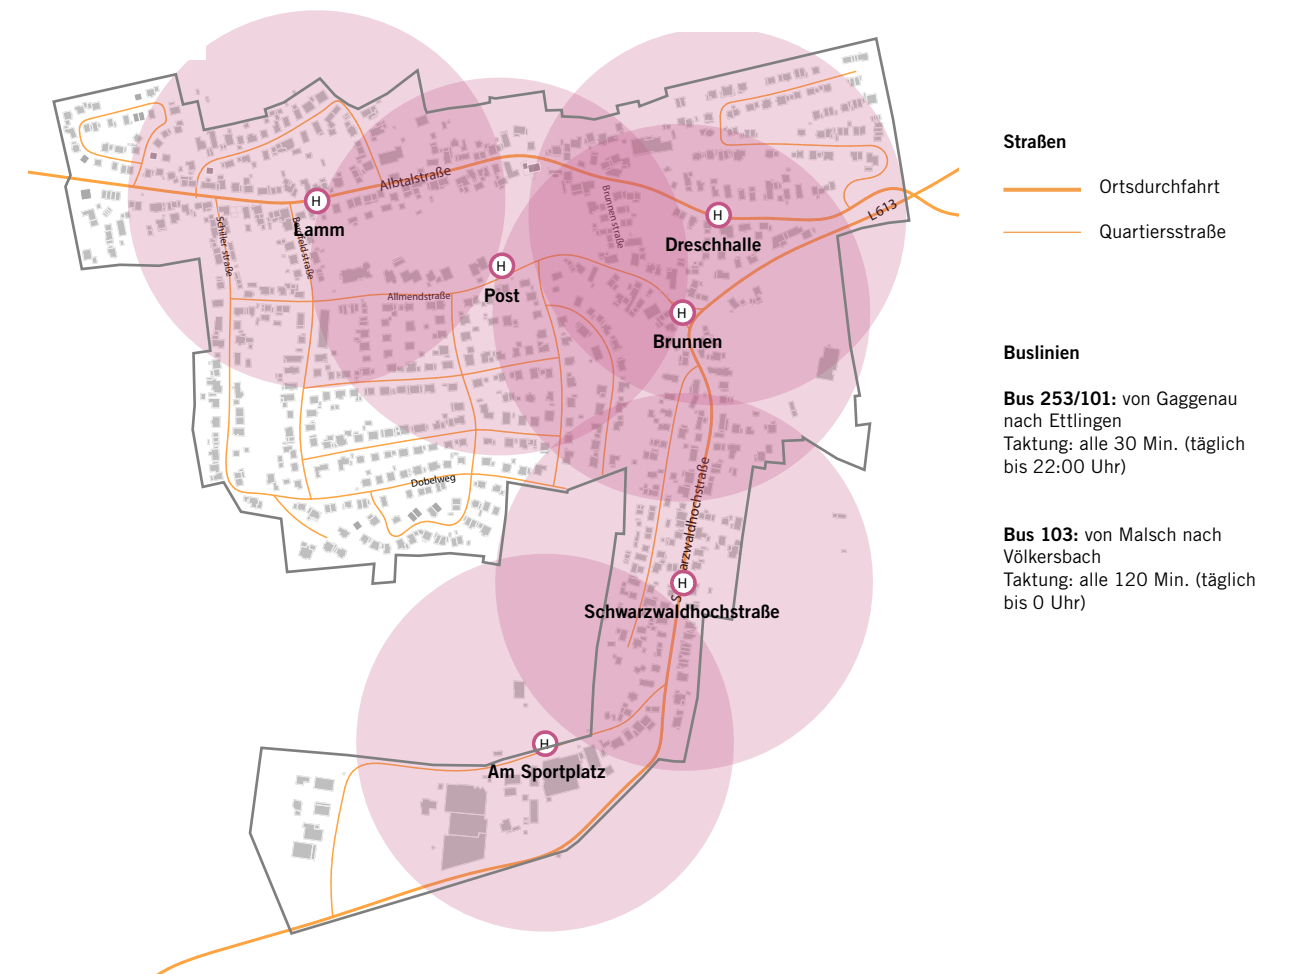 Albtalstraße
H
Lamm
Schillerstraße
Brunnenstraße
H
Dreschhalle
L613
H
Post
Allmendstraße
H
Brunnen
Dobelweg
Schwarzwaldhochstraße
H
Schwarzwaldhochstraße
H
Am Sportplatz
Straßen
Ortsdurchfahrt
Quartiersstraße
Buslinien
Bus 253/101: von Gaggenau
nach Ettlingen
Taktung: alle 30 Min. (täglich
bis 22:00 Uhr)
Bus 103: von Malsch nach
Völkersbach
Taktung: alle 120 Min. (täglich
bis 0 Uhr)